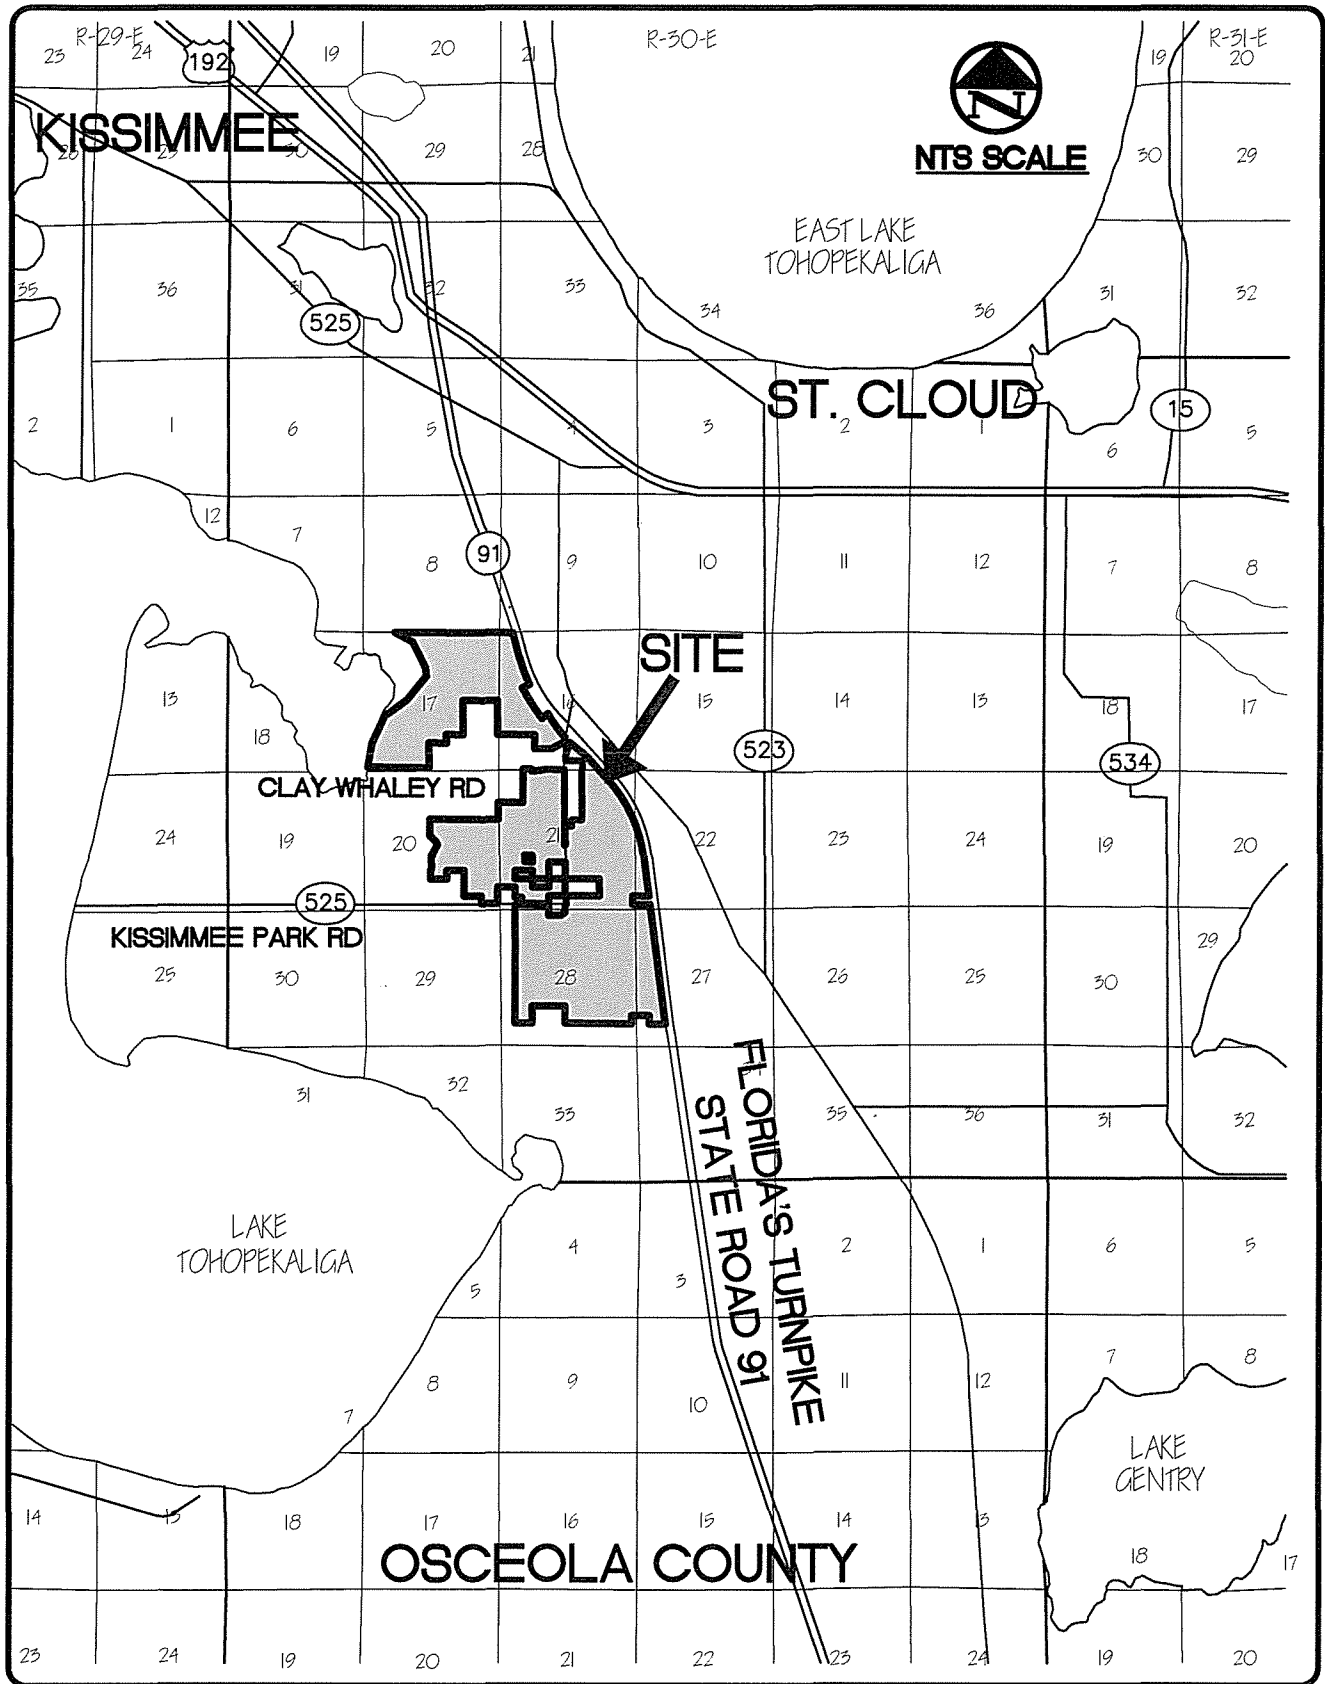 R-29-E
R-30-E
R-31-E
23 24 19 20 21 19 20
192
KISSIMMEE
26 25 30 29 28 30 29
N
NTS SCALE
EAST LAKE
TOHOPEKALIGA
35 36 31 32 33 34 36 31 32
525
ST. CLOUD
15
2 1 6 5 4 3 2 1 6 5
12 7 8 9 10 11 12 7 8
91
SITE
13 18 17 16 15 14 13 18 17
523
534
CLAY WHALEY RD
24 19 20 21 22 23 24 19 20
525
KISSIMMEE PARK RD
25 30 29 28 27 26 25 30 29
31 32 33 35 36 31 32
FLORIDA'S TURNPIKE
STATE ROAD 91
LAKE
TOHOPEKALIGA
5 4 3 2 1 6 5
7 8 9 10 11 12 7 8
LAKE
GENTRY
14 15 18 17 16 15 14 13 18 17
OSCEOLA COUNTY
23 24 19 20 21 22 23 24 19 20